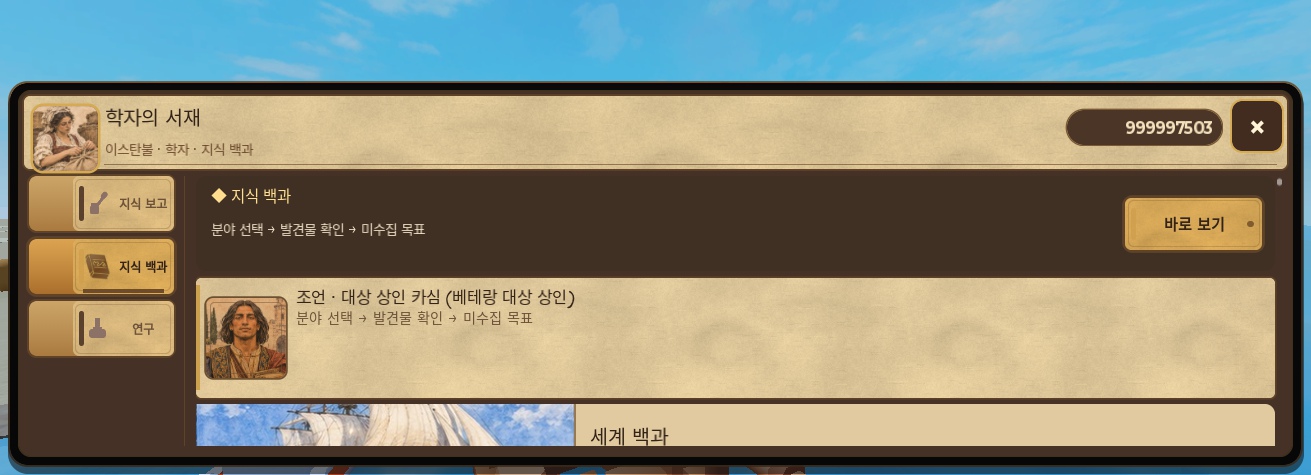 학자의 서재
이스탄불 · 학자 · 지식 백과
999997503
×
지식 보고
지식 백과
연구
◆ 지식 백과
분야 선택 → 발견물 확인 → 미수집 목표
바로 보기
조언 · 대상 상인 카심 (베테랑 대상 상인)
분야 선택 → 발견물 확인 → 미수집 목표
세계 백과